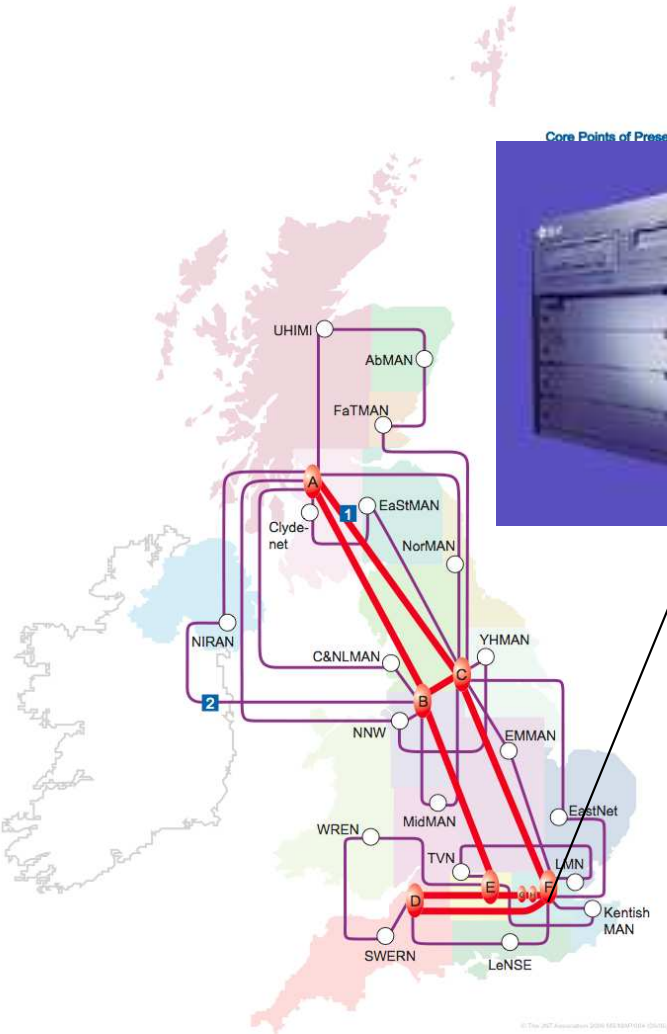 Core Points of Prese
UHIMI
AbMAN
FaTMAN
A
1
EaStMAN
Clyde-
net
NorMAN
NIRAN
C&NLMAN
YHMAN
C
B
2
NNW
EMMAN
MidMAN
EastNet
WREN
TVN
LMN
E
F
D
Kentish
MAN
SWERN
LeNSE